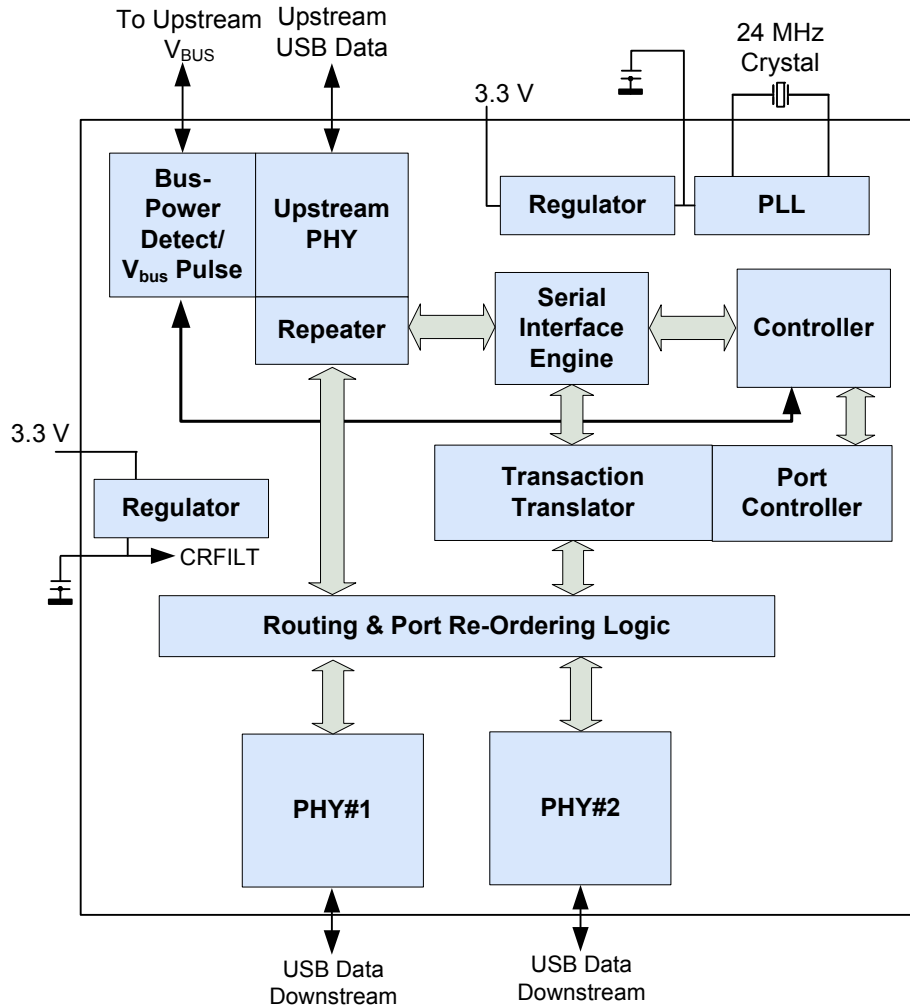 To Upstream
VBUS
Upstream
USB Data
24 MHz
Crystal
3.3 V
Bus-
Power
Detect/
Vbus Pulse
Upstream
PHY
Regulator
PLL
Repeater
Serial
Interface
Engine
Controller
3.3 V
Regulator
CRFILT
Transaction
Translator
Port
Controller
Routing & Port Re-Ordering Logic
PHY#1
PHY#2
USB Data
Downstream
USB Data
Downstream